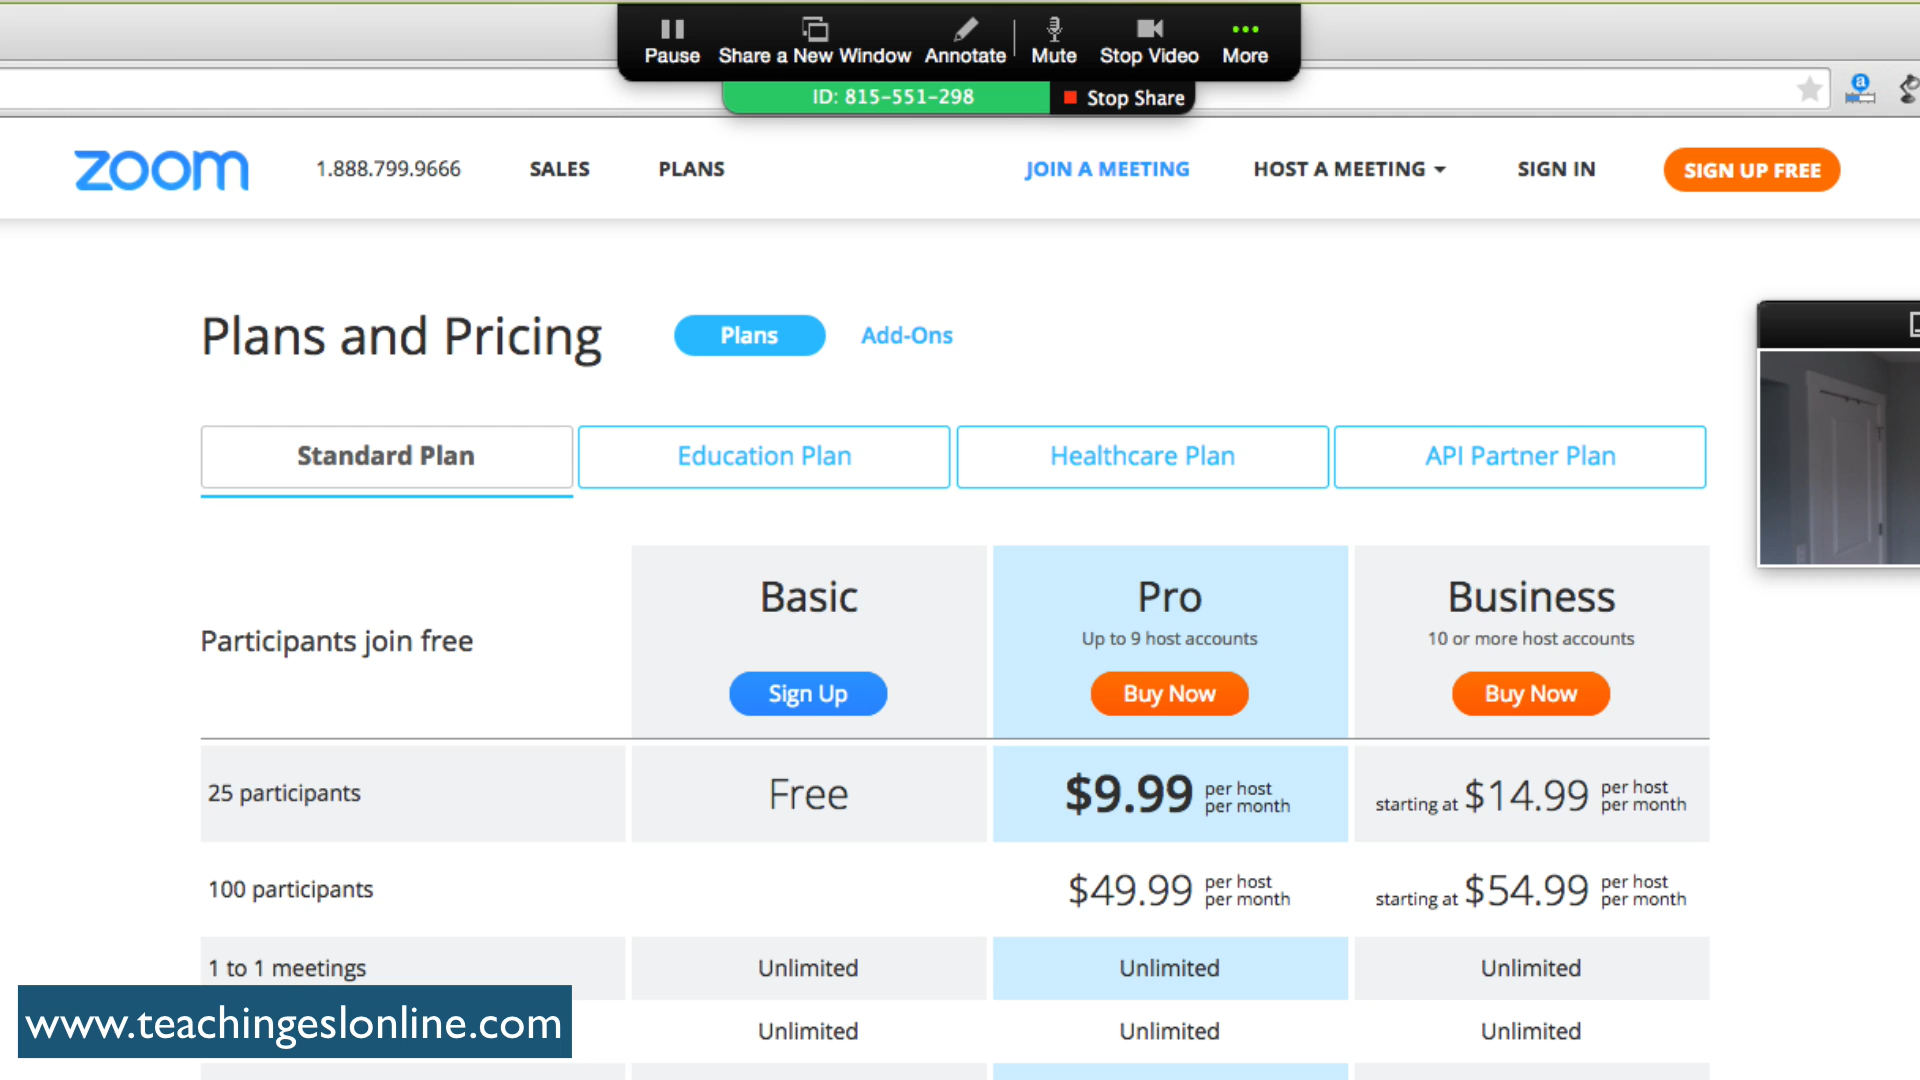 Pause Share a New Window Annotate Mute Stop Video More
ID: 815-551-298 Stop Share
zoom 1.888.799.9666 SALES PLANS JOIN A MEETING HOST A MEETING SIGN IN SIGN UP FREE
Plans and Pricing Plans Add-Ons
Standard Plan Education Plan Healthcare Plan API Partner Plan
Basic Pro Business
Participants join free Up to 9 host accounts 10 or more host accounts
Sign Up Buy Now Buy Now
25 participants Free $9.99 per host per month starting at $14.99 per host per month
100 participants $49.99 per host per month starting at $54.99 per host per month
1 to 1 meetings Unlimited Unlimited Unlimited
www.teachingeslonline.com Unlimited Unlimited Unlimited